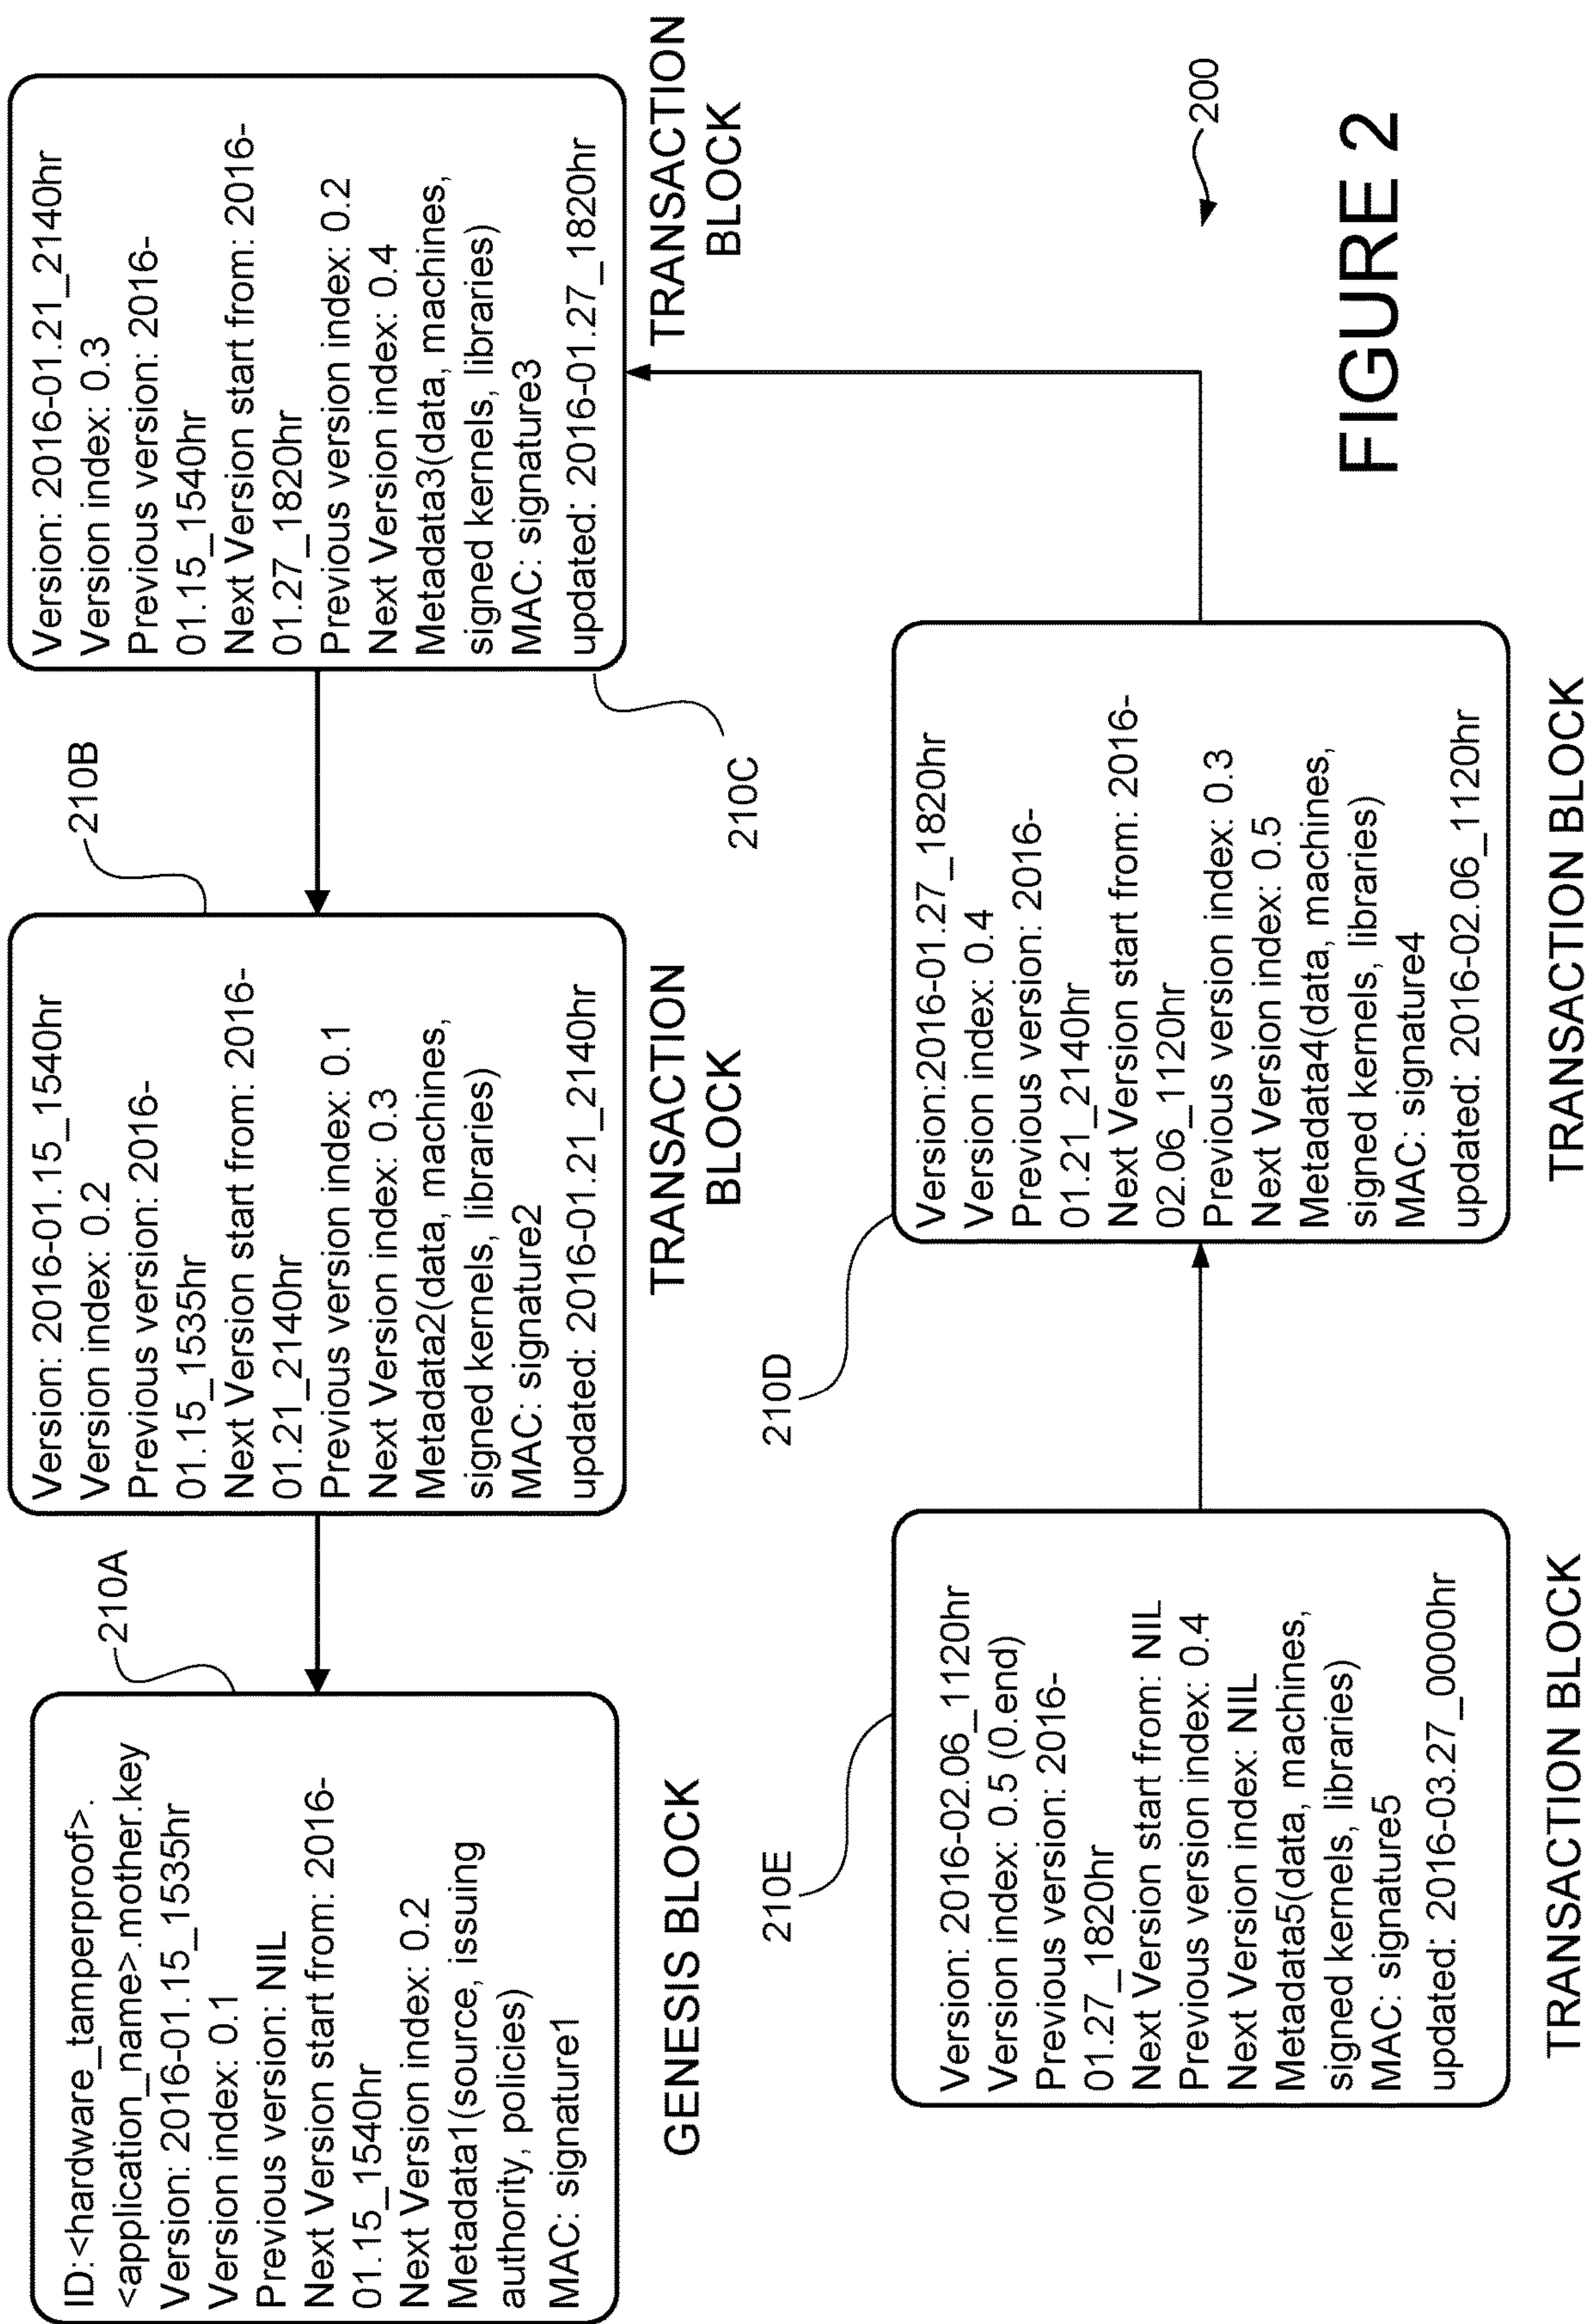 210A
ID:<hardware_tamperproof>.
<application_name>.mother.key
Version: 2016-01.15_1535hr
Version index: 0.1
Previous version: NIL
Next Version start from: 2016-
01.15_1540hr
Next Version index: 0.2
Metadata1(source, issuing
authority, policies)
MAC: signature1
GENESIS BLOCK
210B
Version: 2016-01.15_1540hr
Version index: 0.2
Previous version: 2016-
01.15_1535hr
Next Version start from: 2016-
01.21_2140hr
Previous version index: 0.1
Next Version index: 0.3
Metadata2(data, machines,
signed kernels, libraries)
MAC: signature2
updated: 2016-01.21_2140hr
TRANSACTION
BLOCK
Version: 2016-01.21_2140hr
Version index: 0.3
Previous version: 2016-
01.15_1540hr
Next Version start from: 2016-
01.27_1820hr
Previous version index: 0.2
Next Version index: 0.4
Metadata3(data, machines,
signed kernels, libraries)
MAC: signature3
updated: 2016-01.27_1820hr
210C
TRANSACTION
BLOCK
210E
Version: 2016-02.06_1120hr
Version index: 0.5 (0.end)
Previous version: 2016-
01.27_1820hr
Next Version start from: NIL
Previous version index: 0.4
Next Version index: NIL
Metadata5(data, machines,
signed kernels, libraries)
MAC: signature5
updated: 2016-03.27_0000hr
TRANSACTION BLOCK
210D
Version:2016-01.27_1820hr
Version index: 0.4
Previous version: 2016-
01.21_2140hr
Next Version start from: 2016-
02.06_1120hr
Previous version index: 0.3
Next Version index: 0.5
Metadata4(data, machines,
signed kernels, libraries)
MAC: signature4
updated: 2016-02.06_1120hr
TRANSACTION BLOCK
200
FIGURE 2